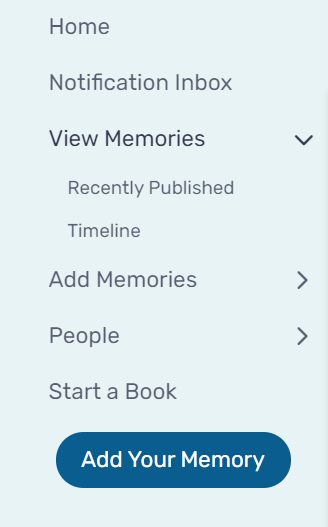 Home
Notification Inbox
View Memories
Recently Published
Timeline
Add Memories
People
Start a Book
Add Your Memory